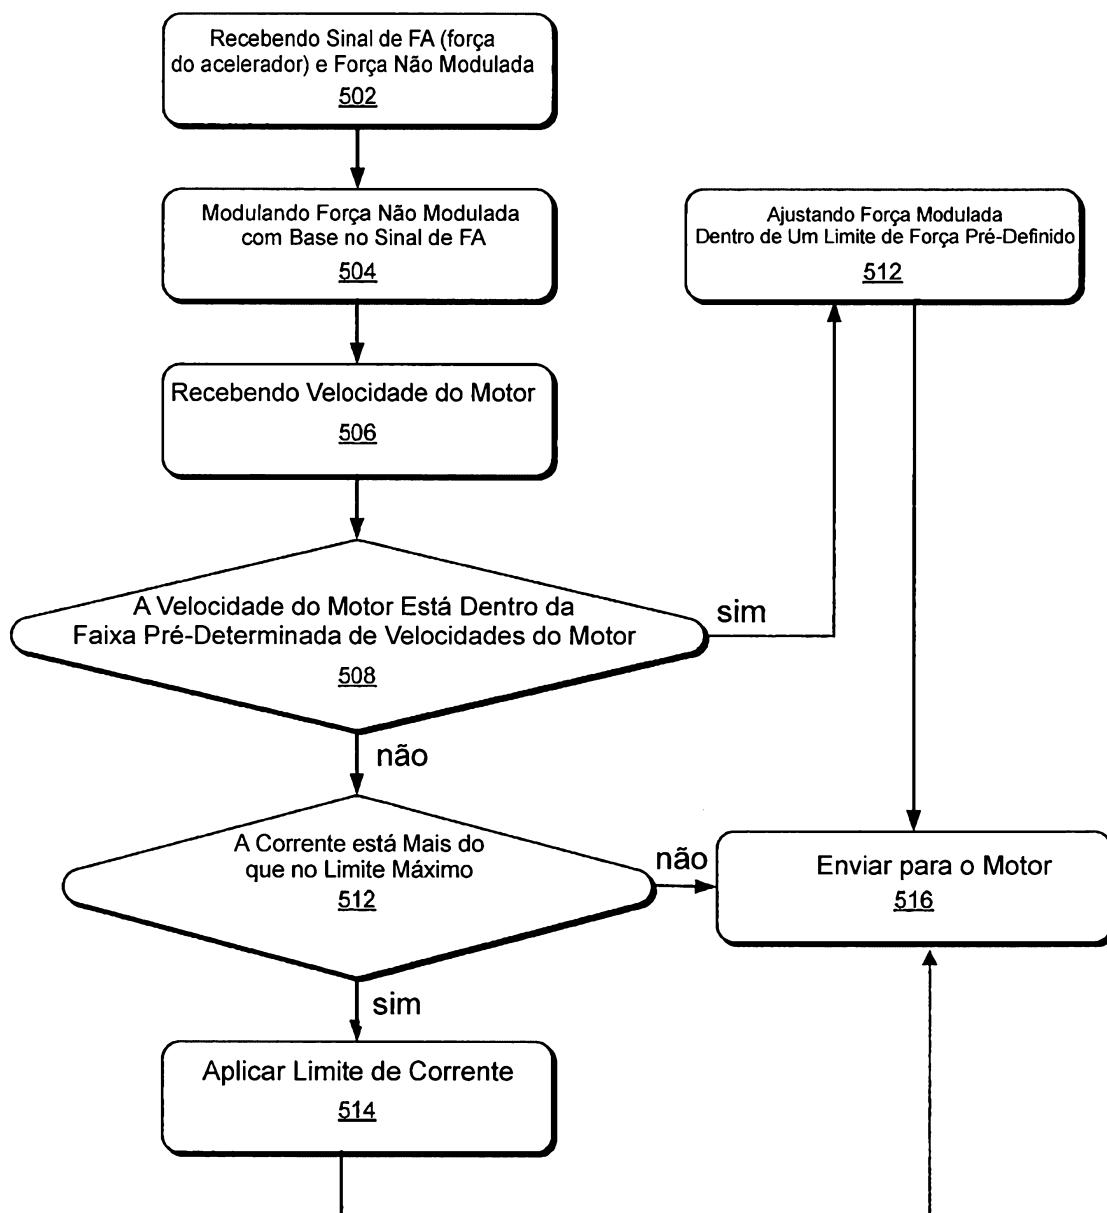 Recebendo Sinal de FA (força
do acelerador) e Força Não Modulada
502
Modulando Força Não Modulada
com Base no Sinal de FA
504
Ajustando Força Modulada
Dentro de Um Limite de Força Pré-Definido
512
Recebendo Velocidade do Motor
506
A Velocidade do Motor Está Dentro da
Faixa Pré-Determinada de Velocidades do Motor
508
sim
não
A Corrente está Mais do
que no Limite Máximo
512
não
Enviar para o Motor
516
sim
Aplicar Limite de Corrente
514